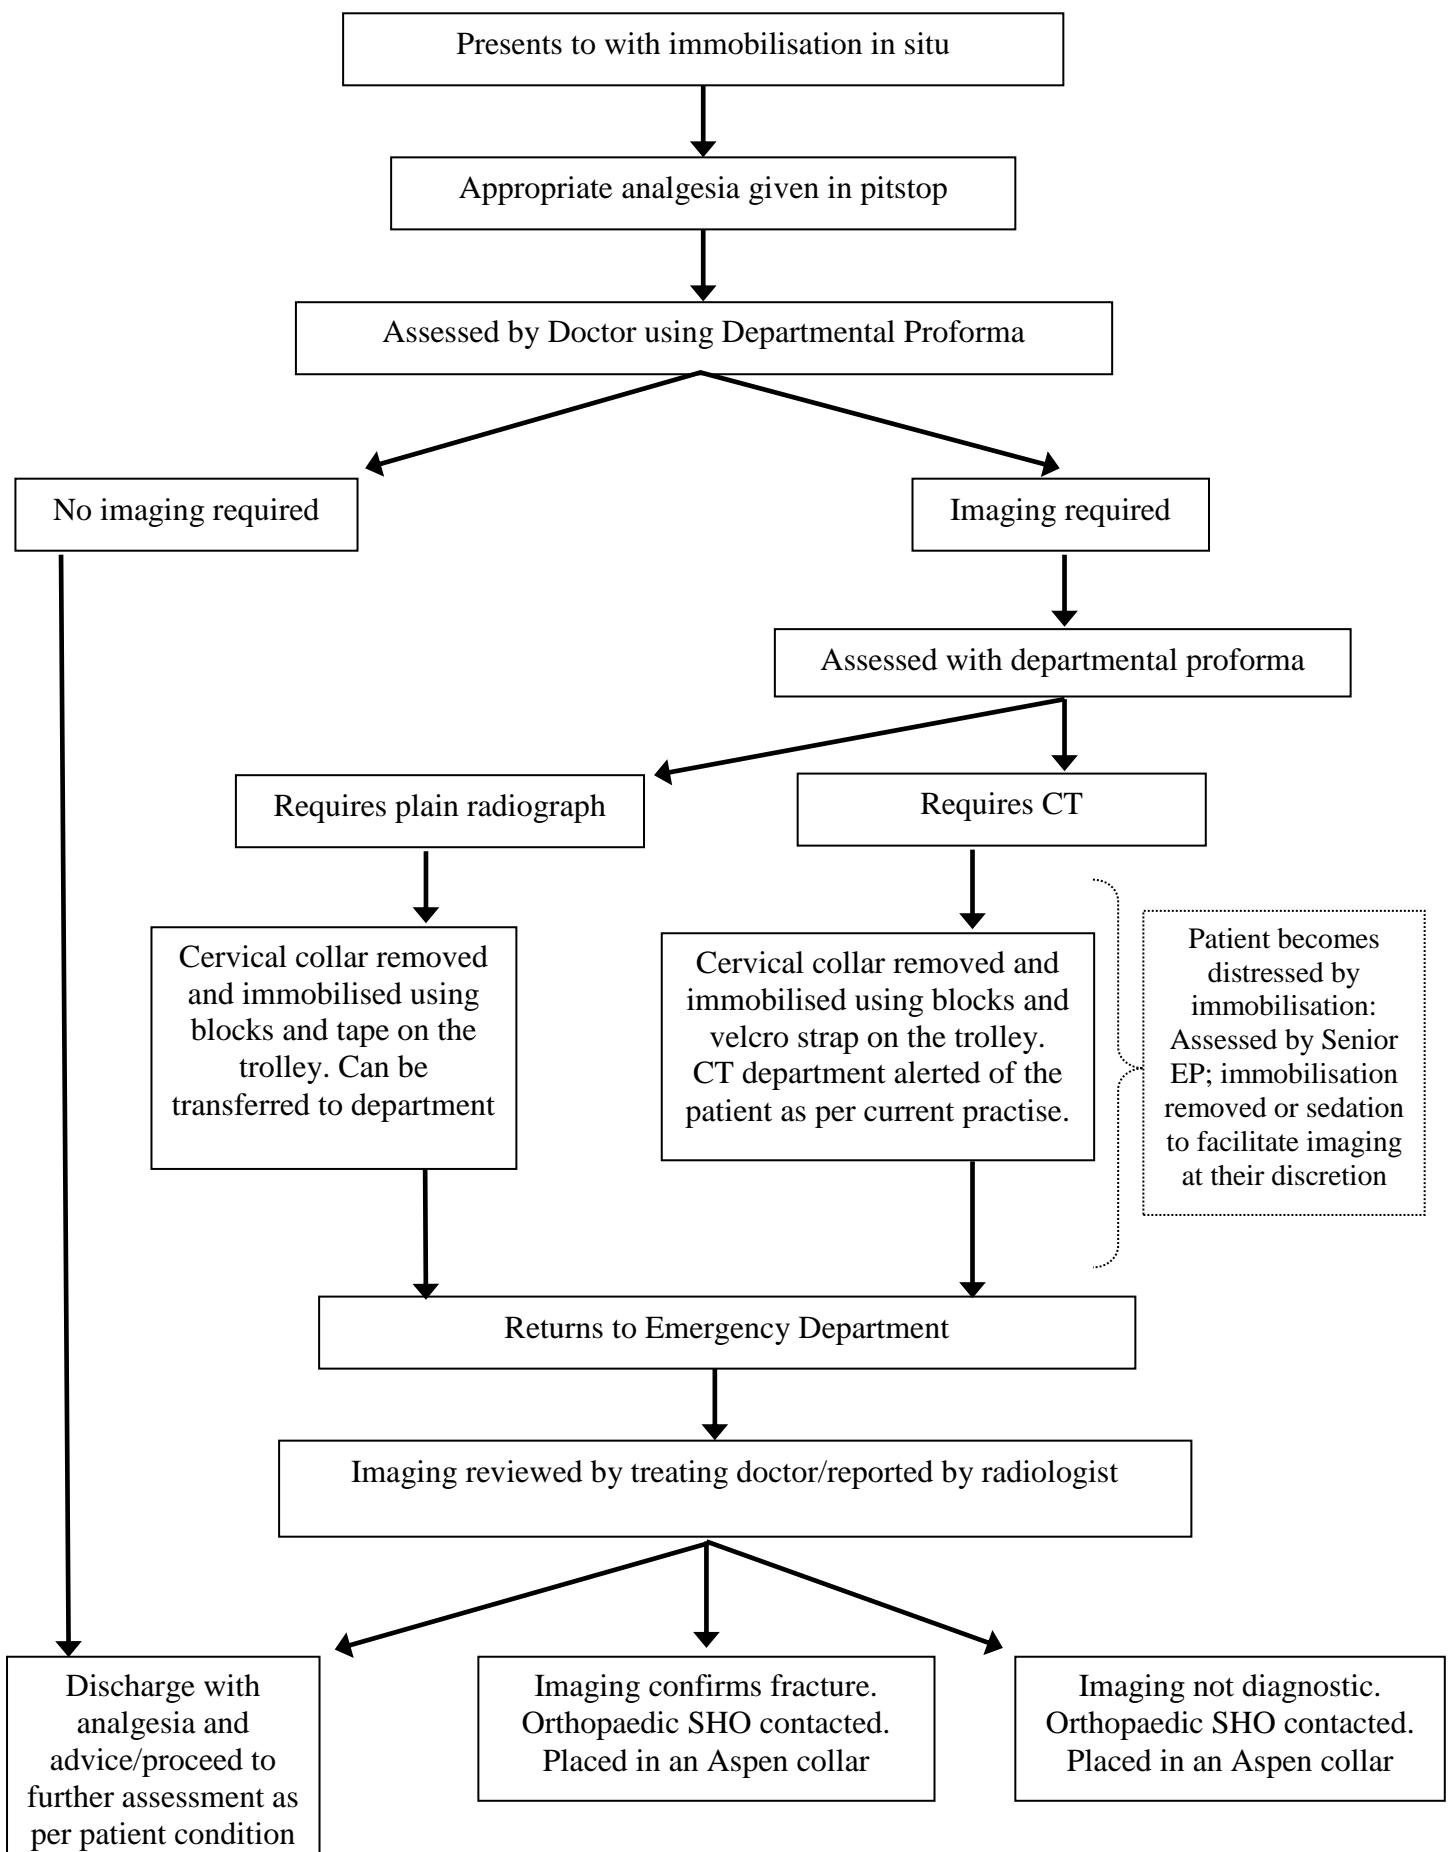 Presents to with immobilisation in situ
Appropriate analgesia given in pitstop
Assessed by Doctor using Departmental Proforma
No imaging required
Imaging required
Assessed with departmental proforma
Requires plain radiograph
Requires CT
Cervical collar removed
and immobilised using
blocks and tape on the
trolley. Can be
transferred to department
Cervical collar removed and
immobilised using blocks and
velcro strap on the trolley.
CT department alerted of the
patient as per current practise.
Patient becomes
distressed by
immobilisation:
Assessed by Senior
EP; immobilisation
removed or sedation
to facilitate imaging
at their discretion
Returns to Emergency Department
Imaging reviewed by treating doctor/reported by radiologist
Discharge with
analgesia and
advice/proceed to
further assessment as
per patient condition
Imaging confirms fracture.
Orthopaedic SHO contacted.
Placed in an Aspen collar
Imaging not diagnostic.
Orthopaedic SHO contacted.
Placed in an Aspen collar